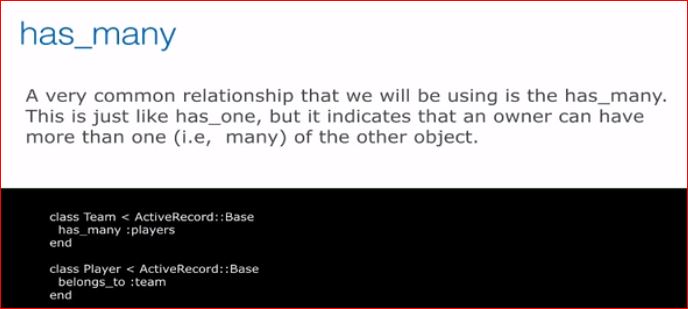 has_many
A very common relationship that we will be using is the has_many.
This is just like has_one, but it indicates that an owner can have
more than one (i.e, many) of the other object.
class Team < ActiveRecord::Base
has_many :players
end
class Player < ActiveRecord::Base
belongs_to :team
end